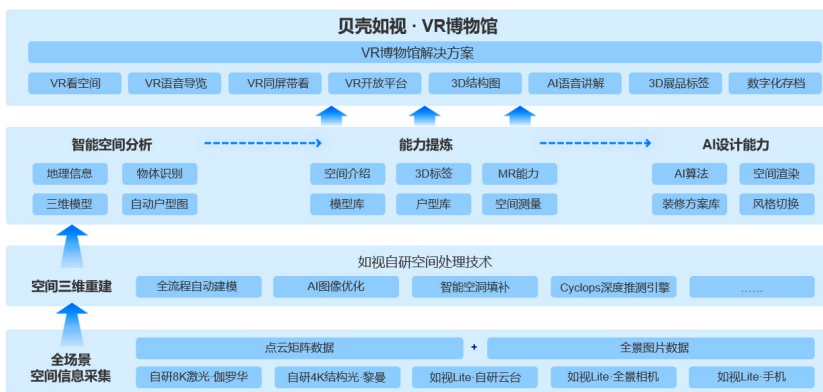 贝壳如视·VR博物馆
VR博物馆解决方案
VR看空间 VR语音导览 VR同屏带看 VR开放平台 3D结构图 AI语音讲解 3D展品标签 数字化存档
智能空间分析 能力提炼 AI设计能力
地理信息 物体识别 空间介绍 3D标签 MR能力 AI算法 空间渲染
三维模型 自动户型图 模型库 户型库 空间测量 装修方案库 风格切换
如视自研空间处理技术
空间三维重建 全流程自动建模 AI图像优化 智能空洞填补 Cyclops深度推测引擎 ……
全场景
空间信息采集
点云矩阵数据 + 全景图片数据
自研8K激光·伽罗华 自研4K结构光·黎曼 如视Lite·自研云台 如视Lite·全景相机 如视Lite·手机